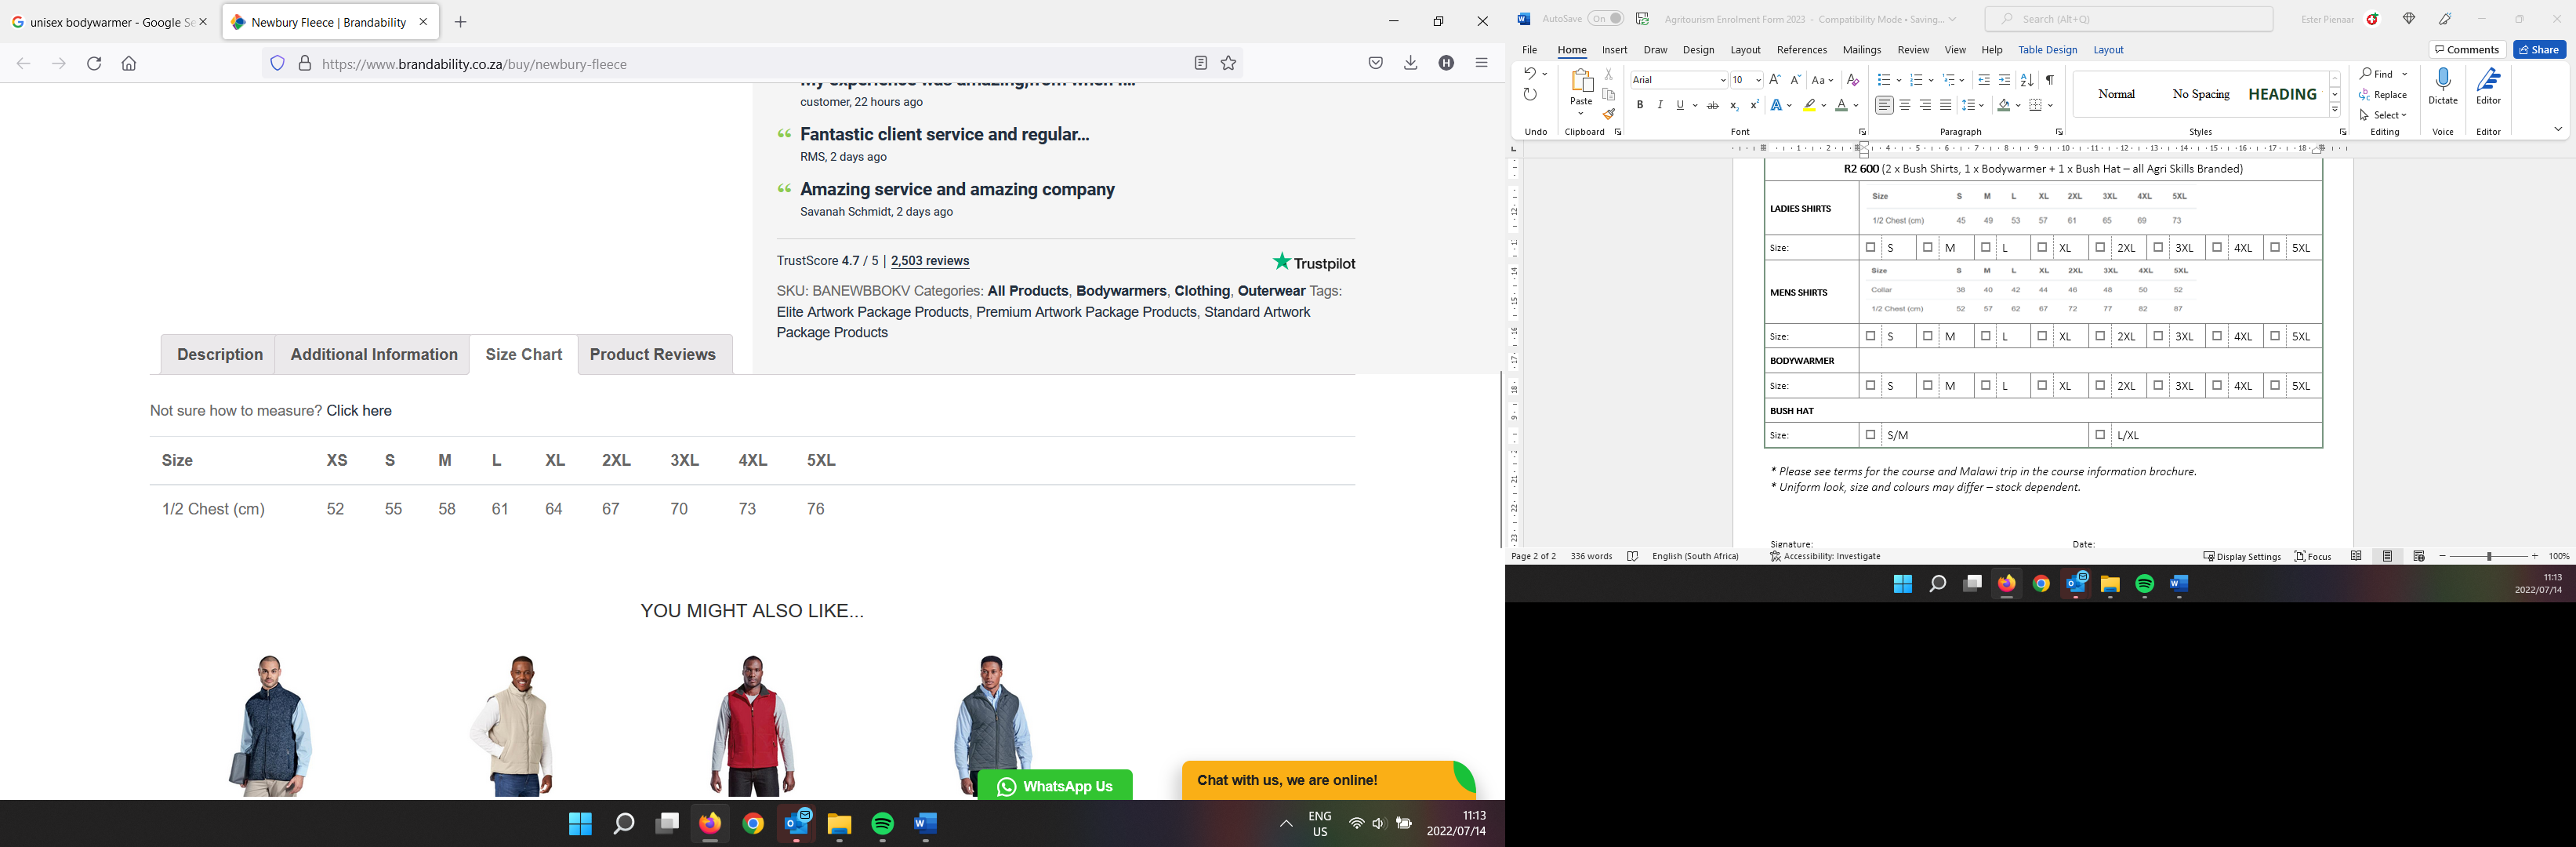 unisex bodywarmer - Google Se
Newbury Fleece | Brandability
https://www.brandability.co.za/buy/newbury-fleece
My experience was amazing,from when I...
customer, 22 hours ago
Fantastic client service and regular...
RMS, 2 days ago
Amazing service and amazing company
Savanah Schmidt, 2 days ago
TrustScore 4.7 / 5 | 2,503 reviews
Trustpilot
SKU: BANEWBBOKV Categories: All Products, Bodywarmers, Clothing, Outerwear Tags:
Elite Artwork Package Products, Premium Artwork Package Products, Standard Artwork
Package Products
Description Additional Information Size Chart Product Reviews
Not sure how to measure? Click here
Size XS S M L XL 2XL 3XL 4XL 5XL
1/2 Chest (cm) 52 55 58 61 64 67 70 73 76
YOU MIGHT ALSO LIKE...
WhatsApp Us
Chat with us, we are online!
ENG
US
11:13
2022/07/14
AutoSave On Agritourism Enrolment Form 2023 - Compatibility Mode • Saving... Search (Alt+Q) Ester Pienaar
File Home Insert Draw Design Layout References Mailings Review View Help Table Design Layout Comments Share
Arial 10
Paste
Normal No Spacing HEADING
Find
Replace
Select
Dictate Editor
Undo Clipboard Font Paragraph Styles Editing Voice Editor
R2 600 (2 x Bush Shirts, 1 x Bodywarmer + 1 x Bush Hat – all Agri Skills Branded)
LADIES SHIRTS
Size S M L XL 2XL 3XL 4XL 5XL
1/2 Chest (cm) 45 49 53 57 61 65 69 73
Size: S M L XL 2XL 3XL 4XL 5XL
MENS SHIRTS
Size S M L XL 2XL 3XL 4XL 5XL
Collar 38 40 42 44 46 48 50 52
1/2 Chest (cm) 52 57 62 67 72 77 82 87
Size: S M L XL 2XL 3XL 4XL 5XL
BODYWARMER
Size: S M L XL 2XL 3XL 4XL 5XL
BUSH HAT
Size: S/M L/XL
* Please see terms for the course and Malawi trip in the course information brochure.
* Uniform look, size and colours may differ – stock dependent.
Signature: Date:
Page 2 of 2 336 words English (South Africa) Accessibility: Investigate Display Settings Focus 100%
11:13
2022/07/14